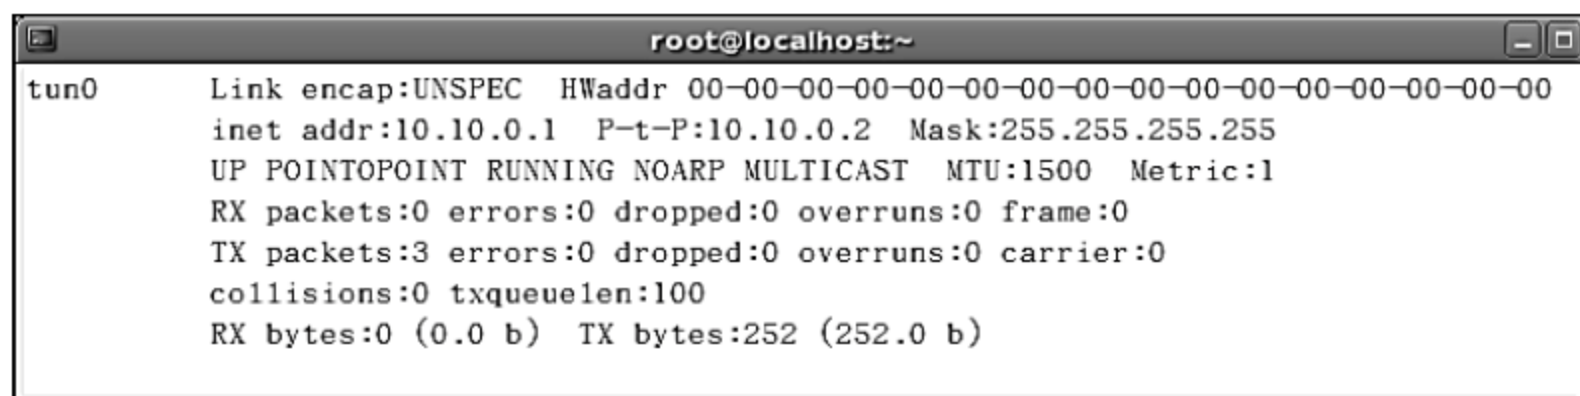 root@localhost:~
tun0 Link encap:UNSPEC HWaddr 00-00-00-00-00-00-00-00-00-00-00-00-00-00-00-00
inet addr:10.10.0.1 P-t-P:10.10.0.2 Mask:255.255.255.255
UP POINTOPOINT RUNNING NOARP MULTICAST MTU:1500 Metric:1
RX packets:0 errors:0 dropped:0 overruns:0 frame:0
TX packets:3 errors:0 dropped:0 overruns:0 carrier:0
collisions:0 txqueuelen:100
RX bytes:0 (0.0 b) TX bytes:252 (252.0 b)